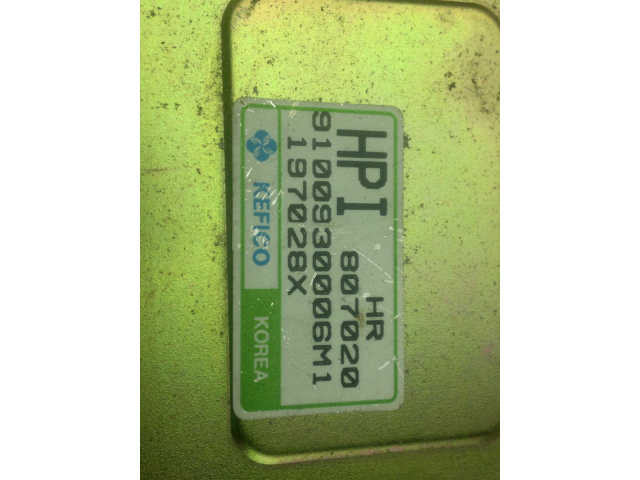 HR
HPI 807020
9100930006M1
197028X
KEFICO KOREA